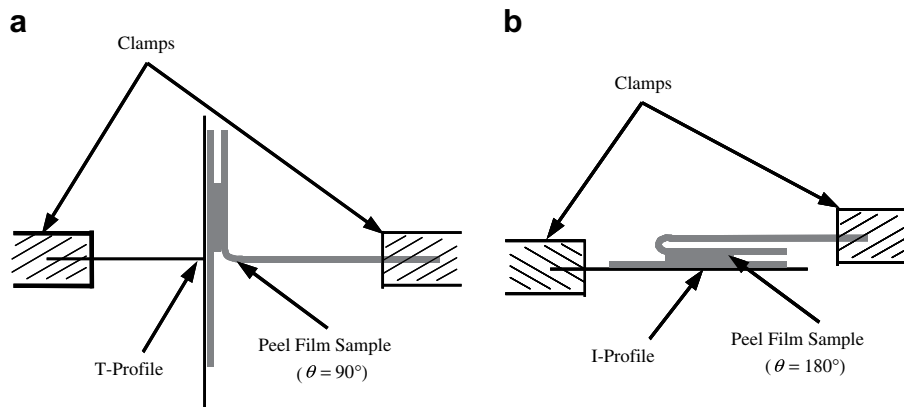 a
Clamps
T-Profile
Peel Film Sample
( θ = 90°)
b
Clamps
I-Profile
Peel Film Sample
( θ = 180°)